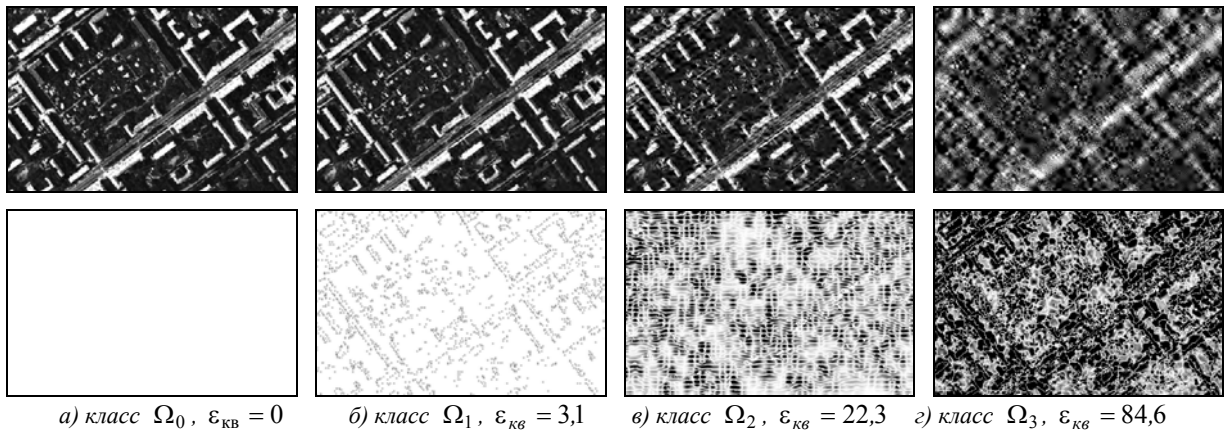 а) класс Ω₀ , ε_кв = 0 б) класс Ω₁ , ε_кв = 3,1 в) класс Ω₂ , ε_кв = 22,3 г) класс Ω₃ , ε_кв = 84,6